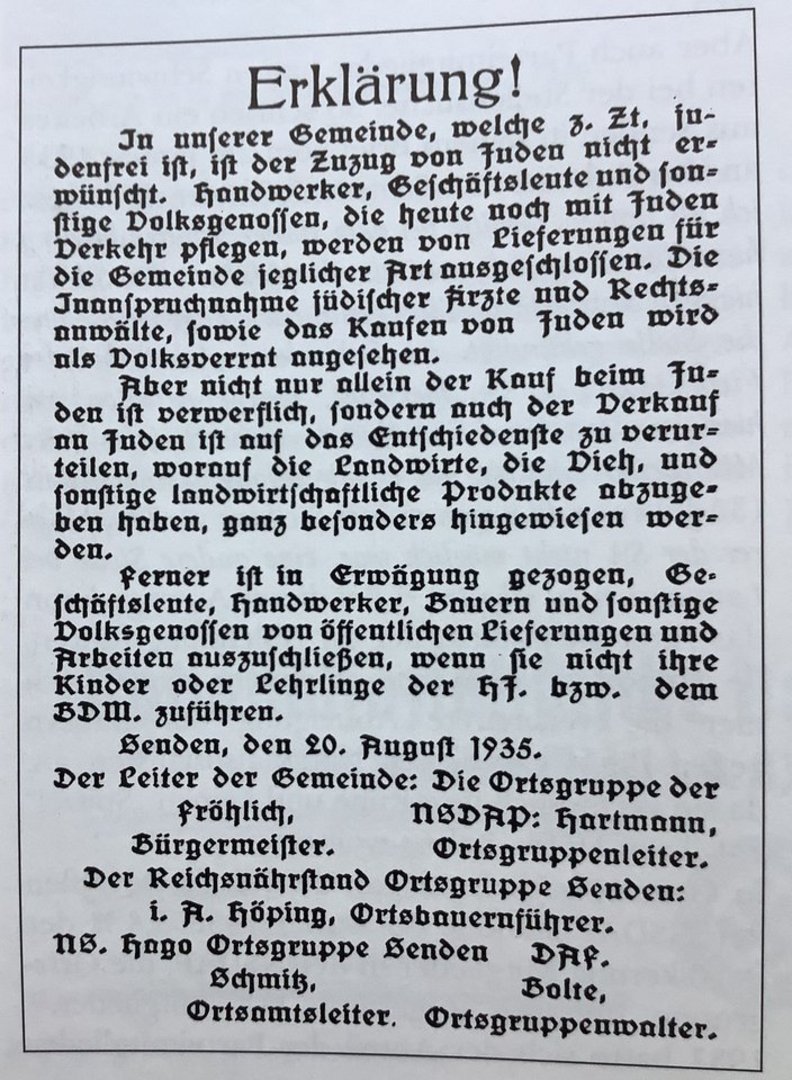 Erklärung!
In unserer Gemeinde, welche z. Zt. ju-
denfrei ist, ist der Zuzug von Juden nicht er-
wünscht. Handwerker, Geschäftsleute und son-
stige Volksgenossen, die heute noch mit Juden
Verkehr pflegen, werden von Lieferungen für
die Gemeinde jeglicher Art ausgeschlossen. Die
Inanspruchnahme jüdischer Ärzte und Rechts-
anwälte, sowie das Kaufen von Juden wird
als Volksverrat angesehen.
Aber nicht nur allein der Kauf beim Ju-
den ist verwerflich, sondern auch der Verkauf
an Juden ist auf das Entschiedenste zu verur-
teilen, worauf die Landwirte, die Vieh, und
sonstige landwirtschaftliche Produkte abzuge-
ben haben, ganz besonders hingewiesen wer-
den.
Ferner ist in Erwägung gezogen, Ge-
schäftsleute, Handwerker, Bauern und sonstige
Volksgenossen von öffentlichen Lieferungen und
Arbeiten auszuschließen, wenn sie nicht ihre
Kinder oder Lehrlinge der HJ. bzw. dem
BDM. zuführen.
Senden, den 20. August 1935.
Der Leiter der Gemeinde: Die Ortsgruppe der
Fröhlich, NSDAP: Hartmann,
Bürgermeister. Ortsgruppenleiter.
Der Reichsnährstand Ortsgruppe Senden:
i. A. Höping, Ortsbauernführer.
NS. Hago Ortsgruppe Senden DAF.
Schmitz, Bolte,
Ortsamtsleiter. Ortsgruppenwalter.